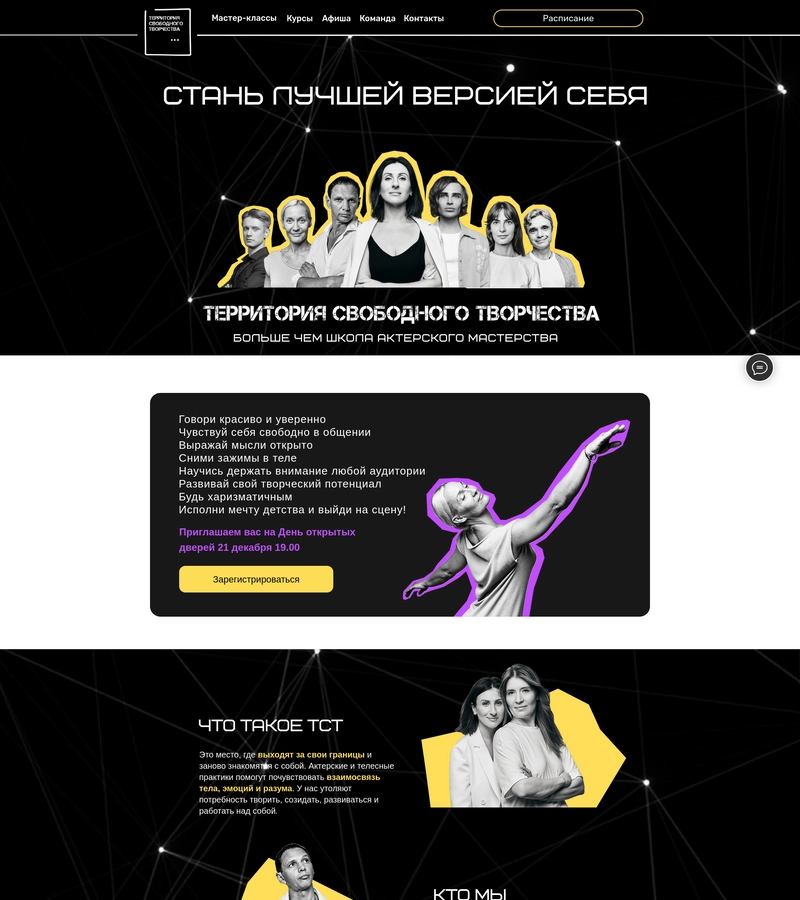 ТЕРРИТОРИЯ
СВОБОДНОГО
ТВОРЧЕСТВА
Мастер-классы Курсы Афиша Команда Контакты
Расписание
СТАНЬ ЛУЧШЕЙ ВЕРСИЕЙ СЕБЯ
ТЕРРИТОРИЯ СВОБОДНОГО ТВОРЧЕСТВА
БОЛЬШЕ ЧЕМ ШКОЛА АКТЕРСКОГО МАСТЕРСТВА
Говори красиво и уверенно
Чувствуй себя свободно в общении
Выражай мысли открыто
Сними зажимы в теле
Научись держать внимание любой аудитории
Развивай свой творческий потенциал
Будь харизматичным
Исполни мечту детства и выйди на сцену!
Приглашаем вас на День открытых
дверей 21 декабря 19.00
Зарегистрироваться
ЧТО ТАКОЕ ТСТ
Это место, где выходят за свои границы и
заново знакомятся с собой. Актерские и телесные
практики помогут почувствовать взаимосвязь
тела, эмоций и разума. У нас утоляют
потребность творить, созидать, развиваться и
работать над собой.
КТО МЫ